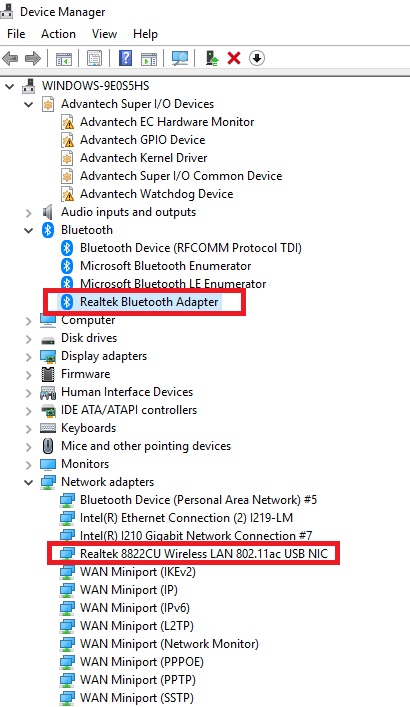 Device Manager
File Action View Help
WINDOWS-9E0S5HS
Advantech Super I/O Devices
Advantech EC Hardware Monitor
Advantech GPIO Device
Advantech Kernel Driver
Advantech Super I/O Common Device
Advantech Watchdog Device
Audio inputs and outputs
Bluetooth
Bluetooth Device (RFCOMM Protocol TDI)
Microsoft Bluetooth Enumerator
Microsoft Bluetooth LE Enumerator
Realtek Bluetooth Adapter
Computer
Disk drives
Display adapters
Firmware
Human Interface Devices
IDE ATA/ATAPI controllers
Keyboards
Mice and other pointing devices
Monitors
Network adapters
Bluetooth Device (Personal Area Network) #5
Intel(R) Ethernet Connection (2) I219-LM
Intel(R) I210 Gigabit Network Connection #7
Realtek 8822CU Wireless LAN 802.11ac USB NIC
WAN Miniport (IKEv2)
WAN Miniport (IP)
WAN Miniport (IPv6)
WAN Miniport (L2TP)
WAN Miniport (Network Monitor)
WAN Miniport (PPPOE)
WAN Miniport (PPTP)
WAN Miniport (SSTP)